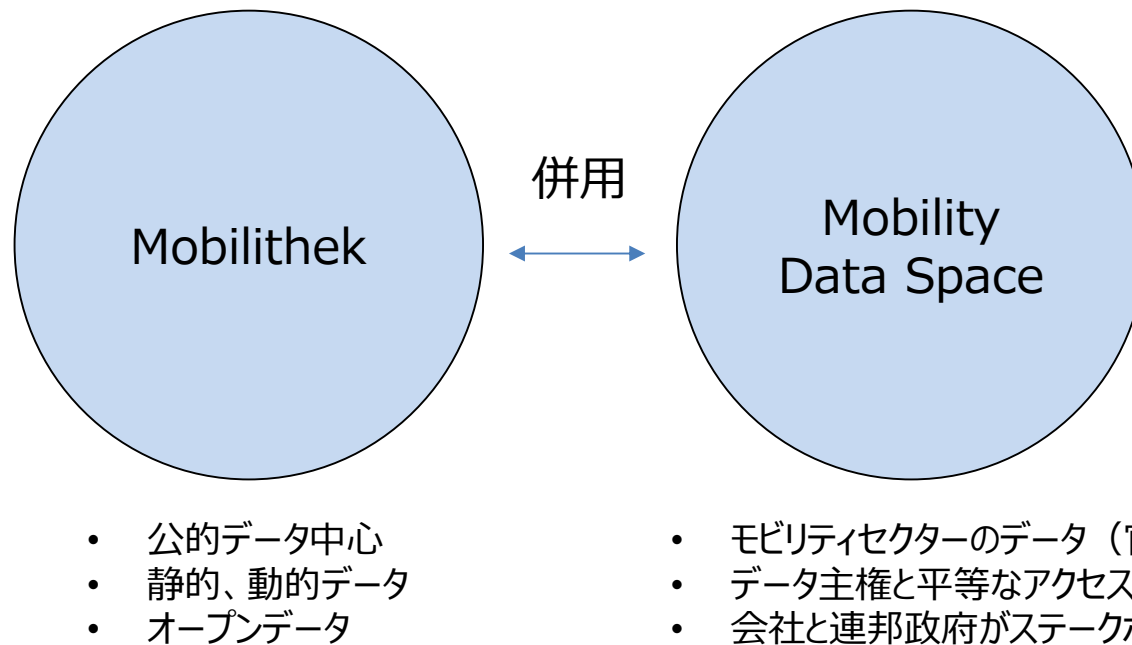 Mobilithek
併用
Mobility
Data Space
• 公的データ中心
• 静的、動的データ
• オープンデータ
• モビリティセクターのデータ（
• データ主権と平等なアクセス
• 会社と連邦政府がステーク